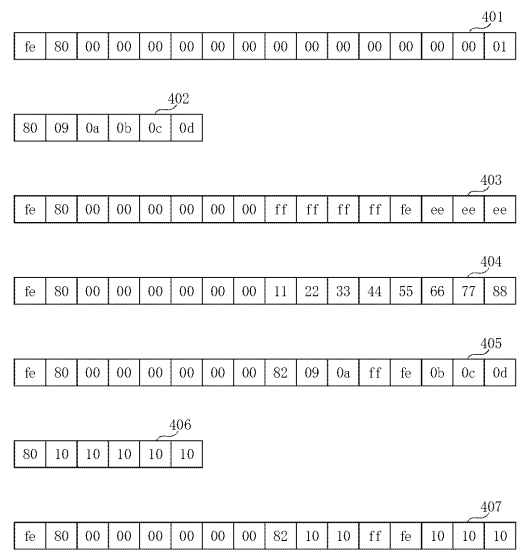 401
fe 80 00 00 00 00 00 00 00 00 00 00 00 00 00 01
402
80 09 0a 0b 0c 0d
403
fe 80 00 00 00 00 00 00 ff ff ff ff fe ee ee ee
404
fe 80 00 00 00 00 00 00 11 22 33 44 55 66 77 88
405
fe 80 00 00 00 00 00 00 82 09 0a ff fe 0b 0c 0d
406
80 10 10 10 10 10
407
fe 80 00 00 00 00 00 00 82 10 10 ff fe 10 10 10